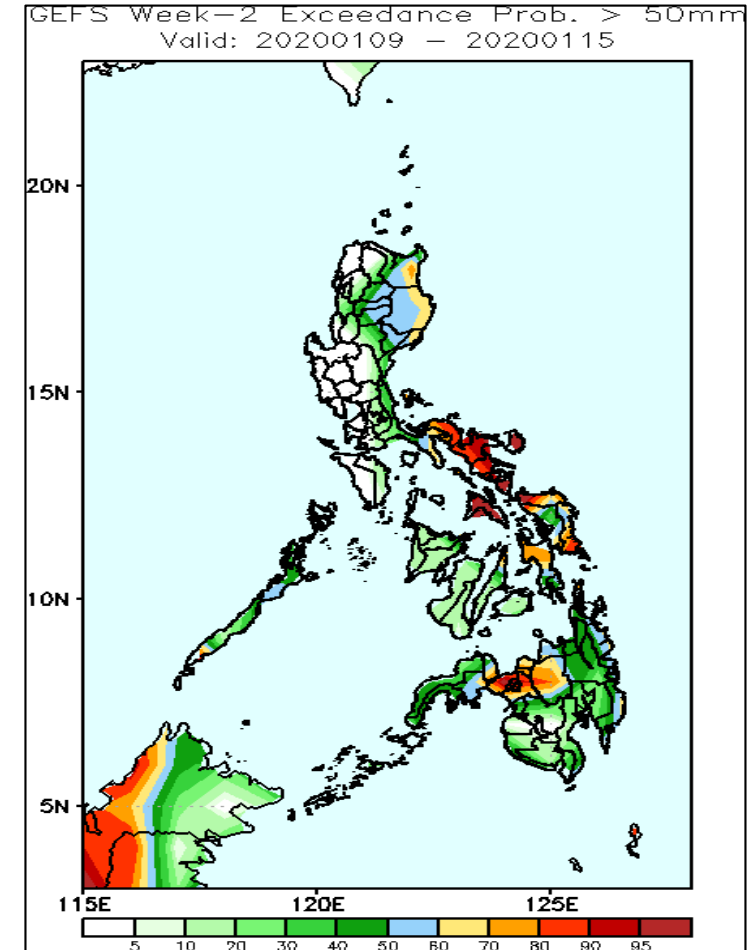 GEFS Week-2 Exceedance Prob. > 50mm
Valid: 20200109 - 20200115
20N
15N
10N
5N
115E 120E 125E
5 10 20 30 40 50 60 70 80 90 95